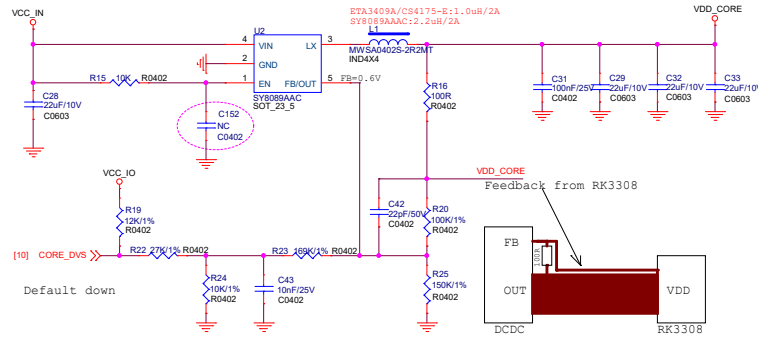 VCC_IN
ETA3409A/CS4175-E:1.0uH/2A
SY8089AAC:2.2uH/2A
VDD_CORE
U2
L1
4 VIN LX 3
MWSA0402S-2R2MT
IND4X4
2 GND
R15 10K R0402
1 EN FB/OUT 5 FB=0.6V
SY8089AAC
SOT_23_5
C28
22uF/10V
C0603
C152
NC
C0402
R16
100R
R0402
C31
100nF/25V
C0402
C29
22uF/10V
C0603
C32
22uF/10V
C0603
C33
22uF/10V
C0603
VCC_IO
R19
12K/1%
R0402
VDD_CORE
Feedback from RK3308
C42
22pF/50V
C0402
R20
100K/1%
R0402
[10] CORE_DVS
R22 27K/1% R0402
R23 169K/1% R0402
Default down
R24
10K/1%
R0402
C43
10nF/25V
C0402
R25
150K/1%
R0402
FB
100R
OUT
VDD
DCDC
RK3308